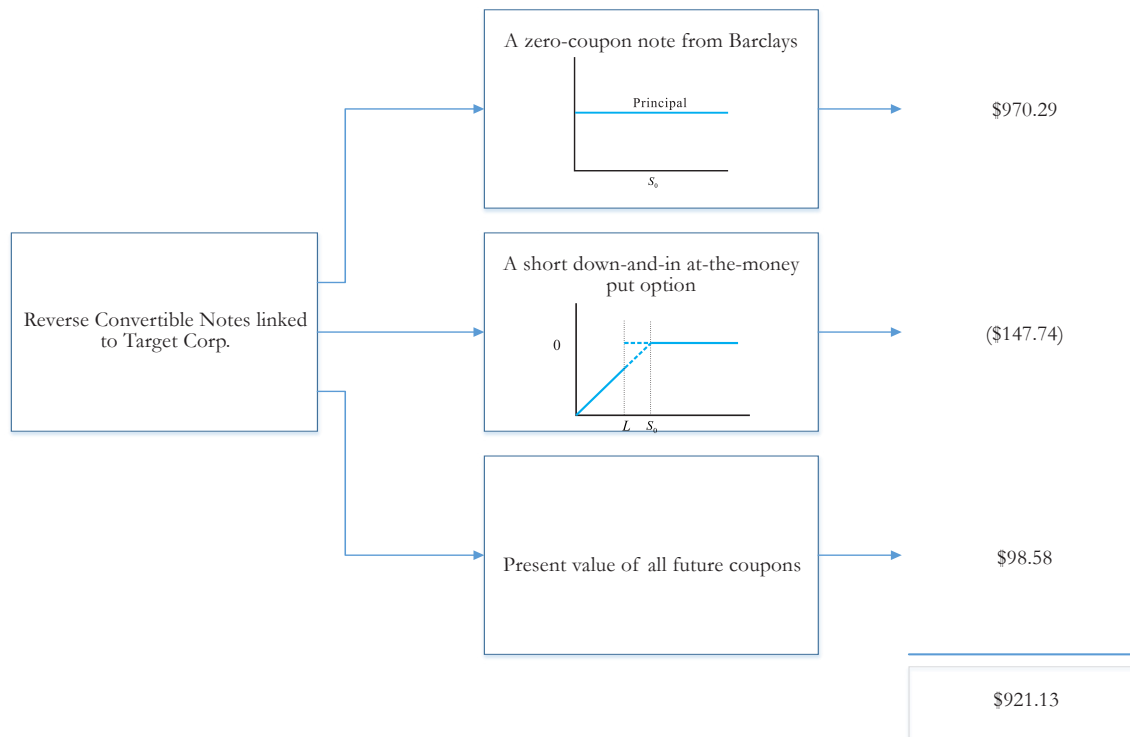 A zero-coupon note from Barclays
Principal
S₀
$970.29
Reverse Convertible Notes linked
to Target Corp.
A short down-and-in at-the-money
put option
0
L S₀
($147.74)
Present value of all future coupons
$98.58
$921.13